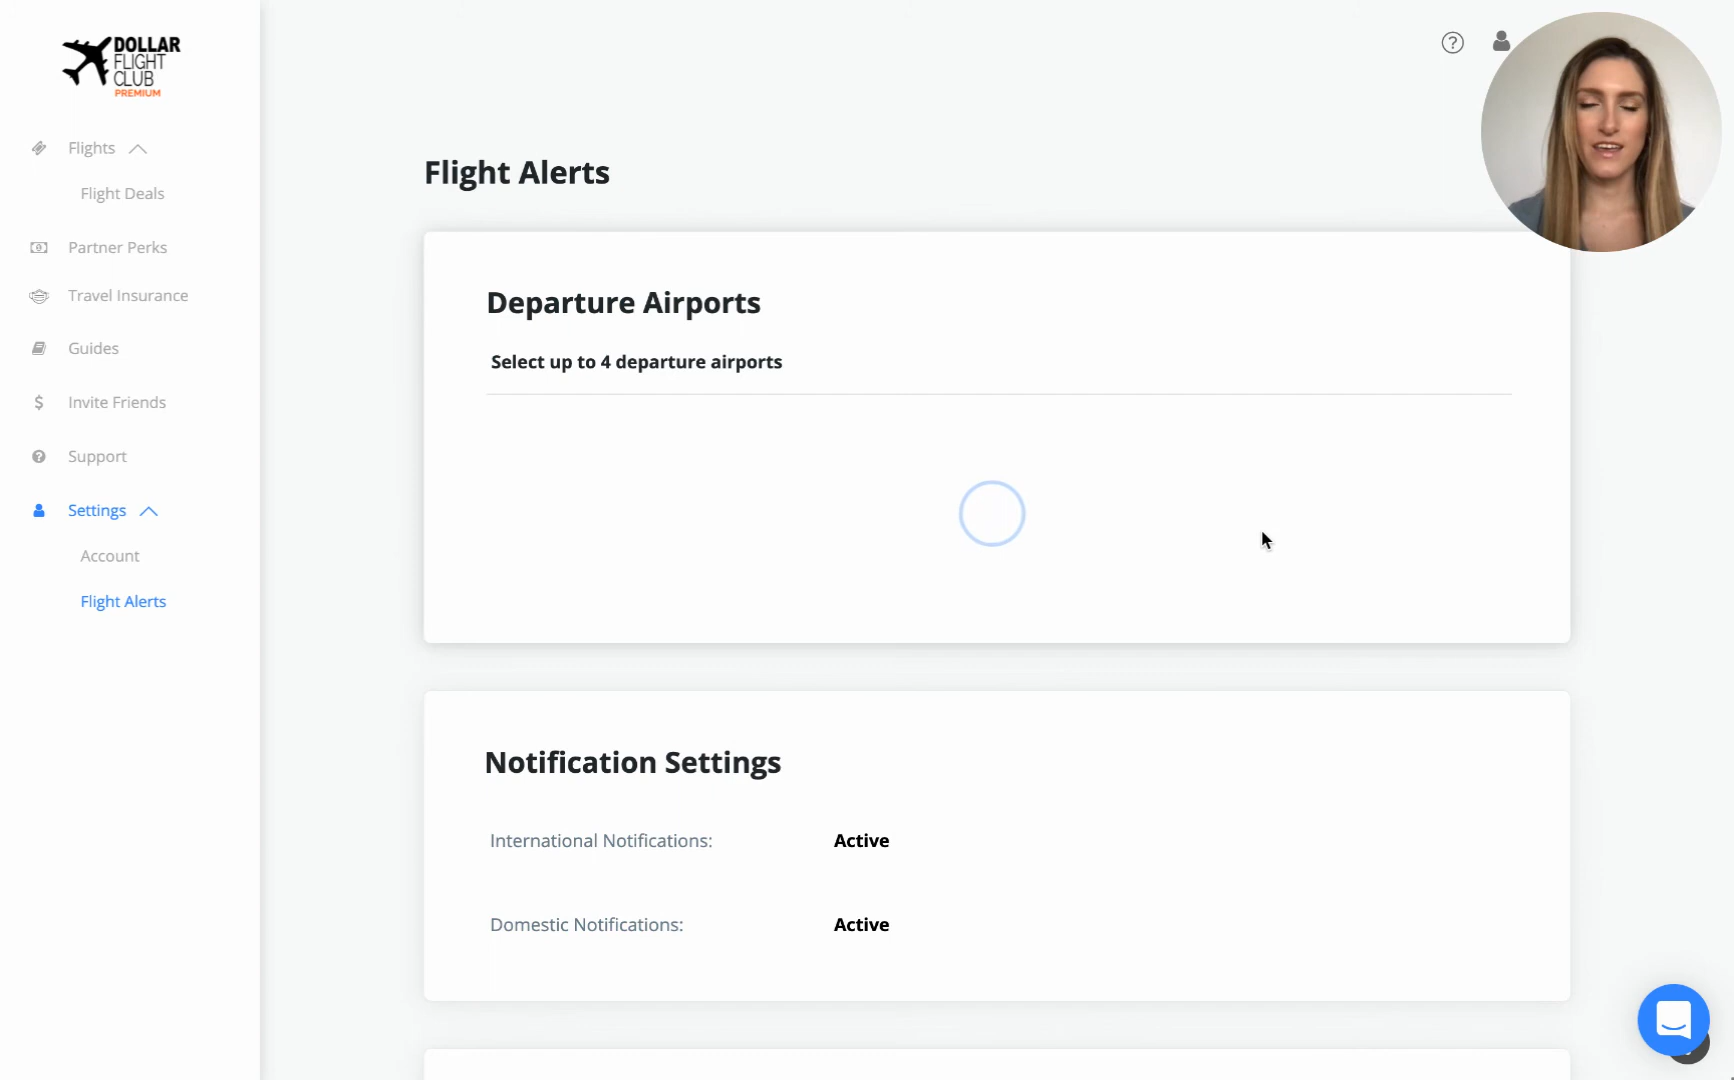 DOLLAR
FLIGHT
CLUB
PREMIUM
Flights
Flight Deals
Partner Perks
Travel Insurance
Guides
Invite Friends
Support
Settings
Account
Flight Alerts
Flight Alerts
Departure Airports
Select up to 4 departure airports
Notification Settings
International Notifications: Active
Domestic Notifications: Active